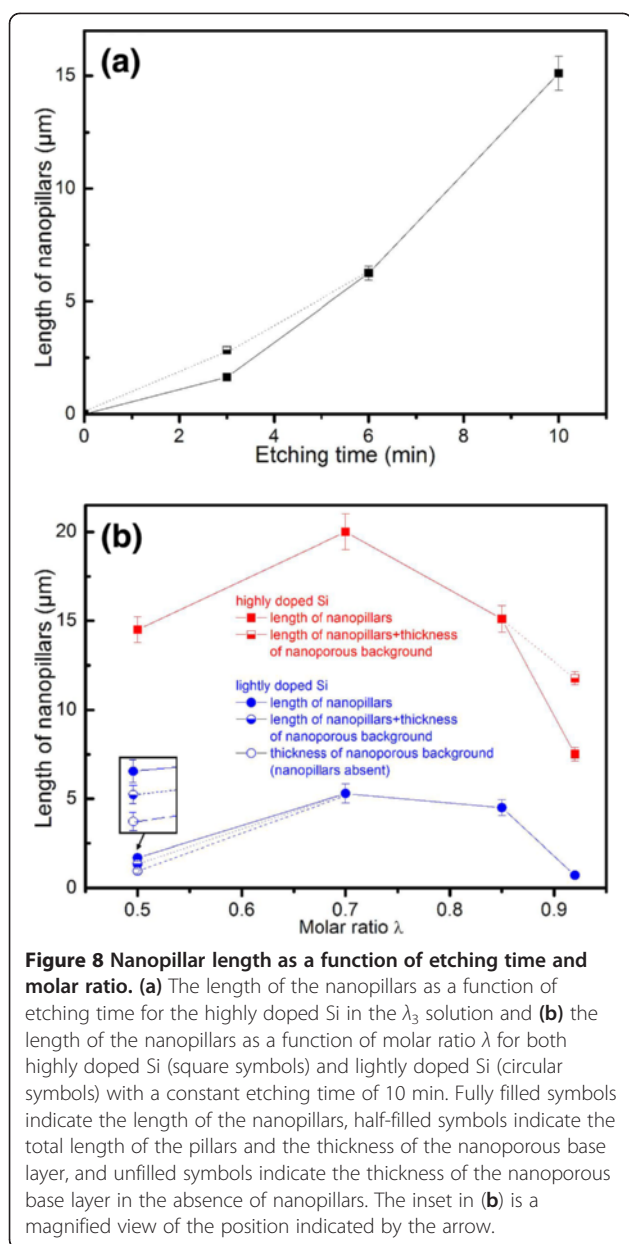 (a)
15
10
5
0
0
2
4
6
8
10
Length of nanopillars (µm)
Etching time (min)
(b)
20
15
10
5
0
0.5
0.6
0.7
0.8
0.9
Length of nanopillars (µm)
highly doped Si
length of nanopillars
length of nanopillars+thickness
of nanoporous background
lightly doped Si
length of nanopillars
length of nanopillars+thickness
of nanoporous background
thickness of nanoporous background
(nanopillars absent)
Molar ratio λ
Figure 8 Nanopillar length as a function of etching time and
molar ratio. (a) The length of the nanopillars as a function of
etching time for the highly doped Si in the λ₃ solution and (b) the
length of the nanopillars as a function of molar ratio λ for both
highly doped Si (square symbols) and lightly doped Si (circular
symbols) with a constant etching time of 10 min. Fully filled symbols
indicate the length of the nanopillars, half-filled symbols indicate the
total length of the pillars and the thickness of the nanoporous base
layer, and unfilled symbols indicate the thickness of the nanoporous
base layer in the absence of nanopillars. The inset in (b) is a
magnified view of the position indicated by the arrow.